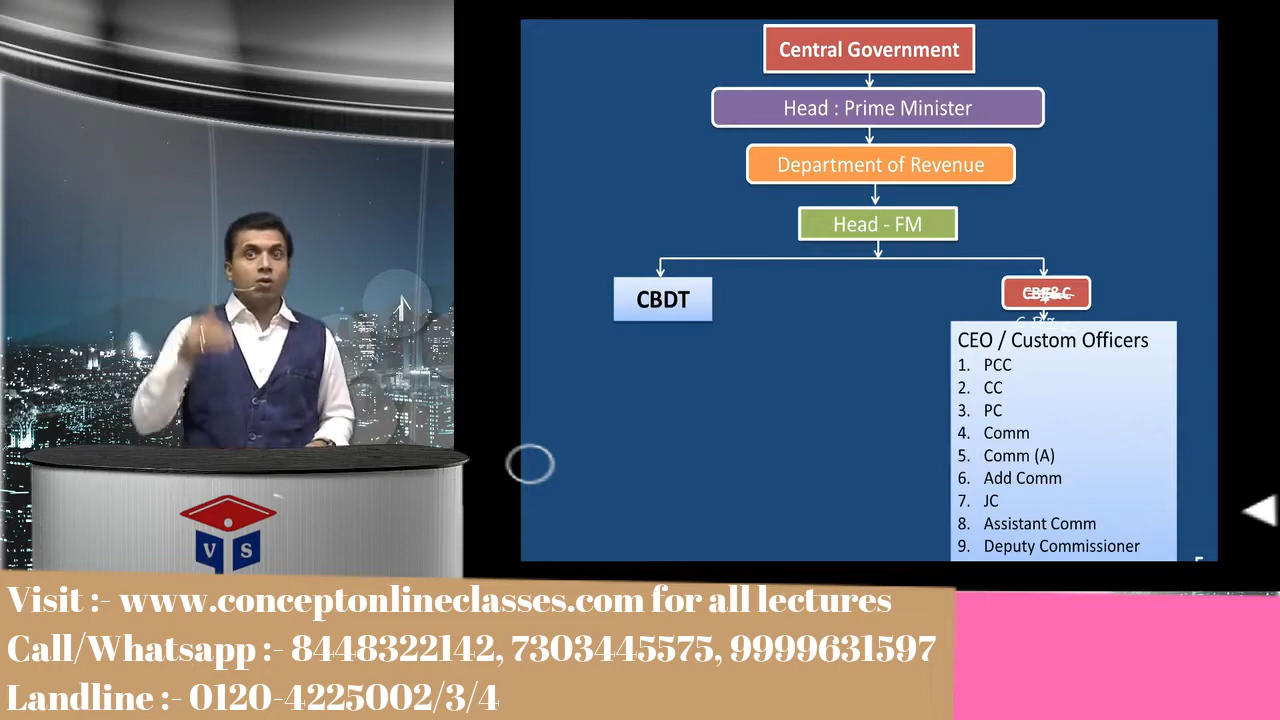 Central Government
Head : Prime Minister
Department of Revenue
Head - FM
CBDT
CBE&C
CEO / Custom Officers
1. PCC
2. CC
3. PC
4. Comm
5. Comm (A)
6. Add Comm
7. JC
8. Assistant Comm
9. Deputy Commissioner
V S
Visit :- www.conceptonlineclasses.com for all lectures
Call/Whatsapp :- 8448322142, 7303445575, 9999631597
Landline :- 0120-4225002/3/4